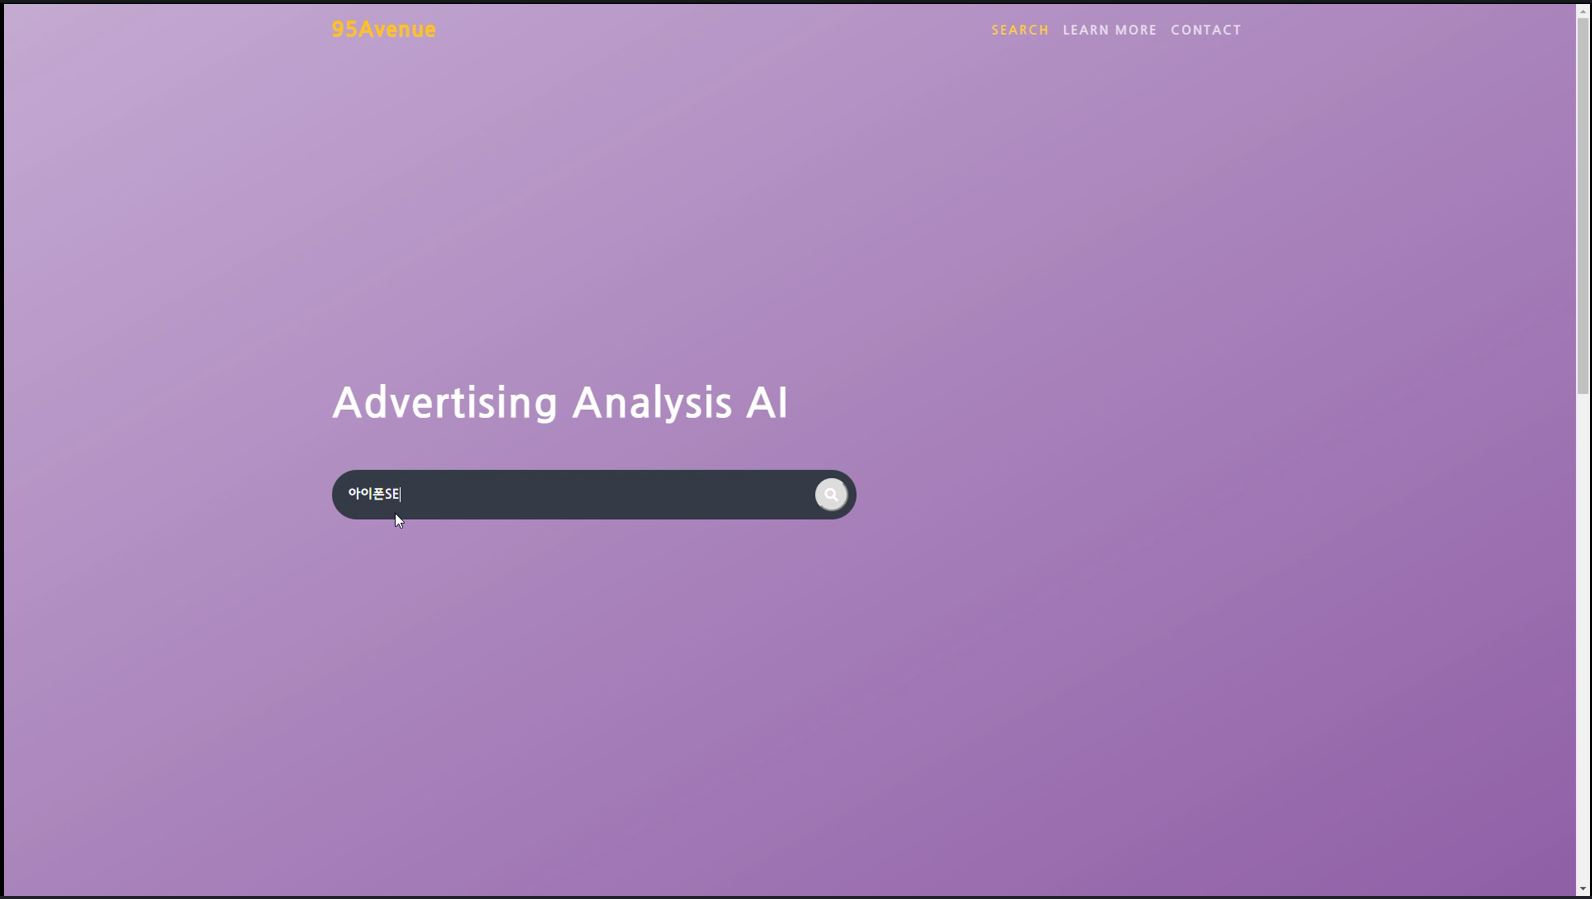 95Avenue
SEARCH LEARN MORE CONTACT
Advertising Analysis AI
아이폰SE